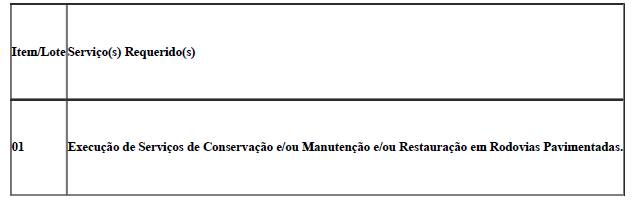 Item/Lote Serviço(s) Requerido(s)
01 Execução de Serviços de Conservação e/ou Manutenção e/ou Restauração em Rodovias Pavimentadas.